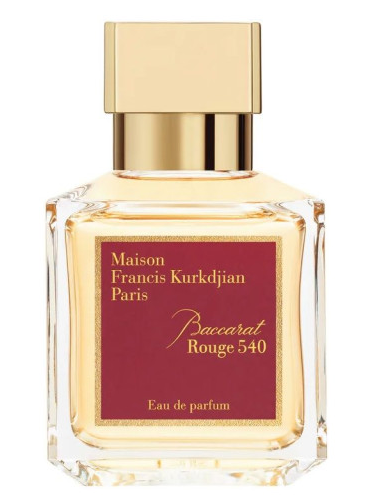 Maison
Francis Kurkdjian
Paris
Baccarat
Rouge 540
Eau de parfum